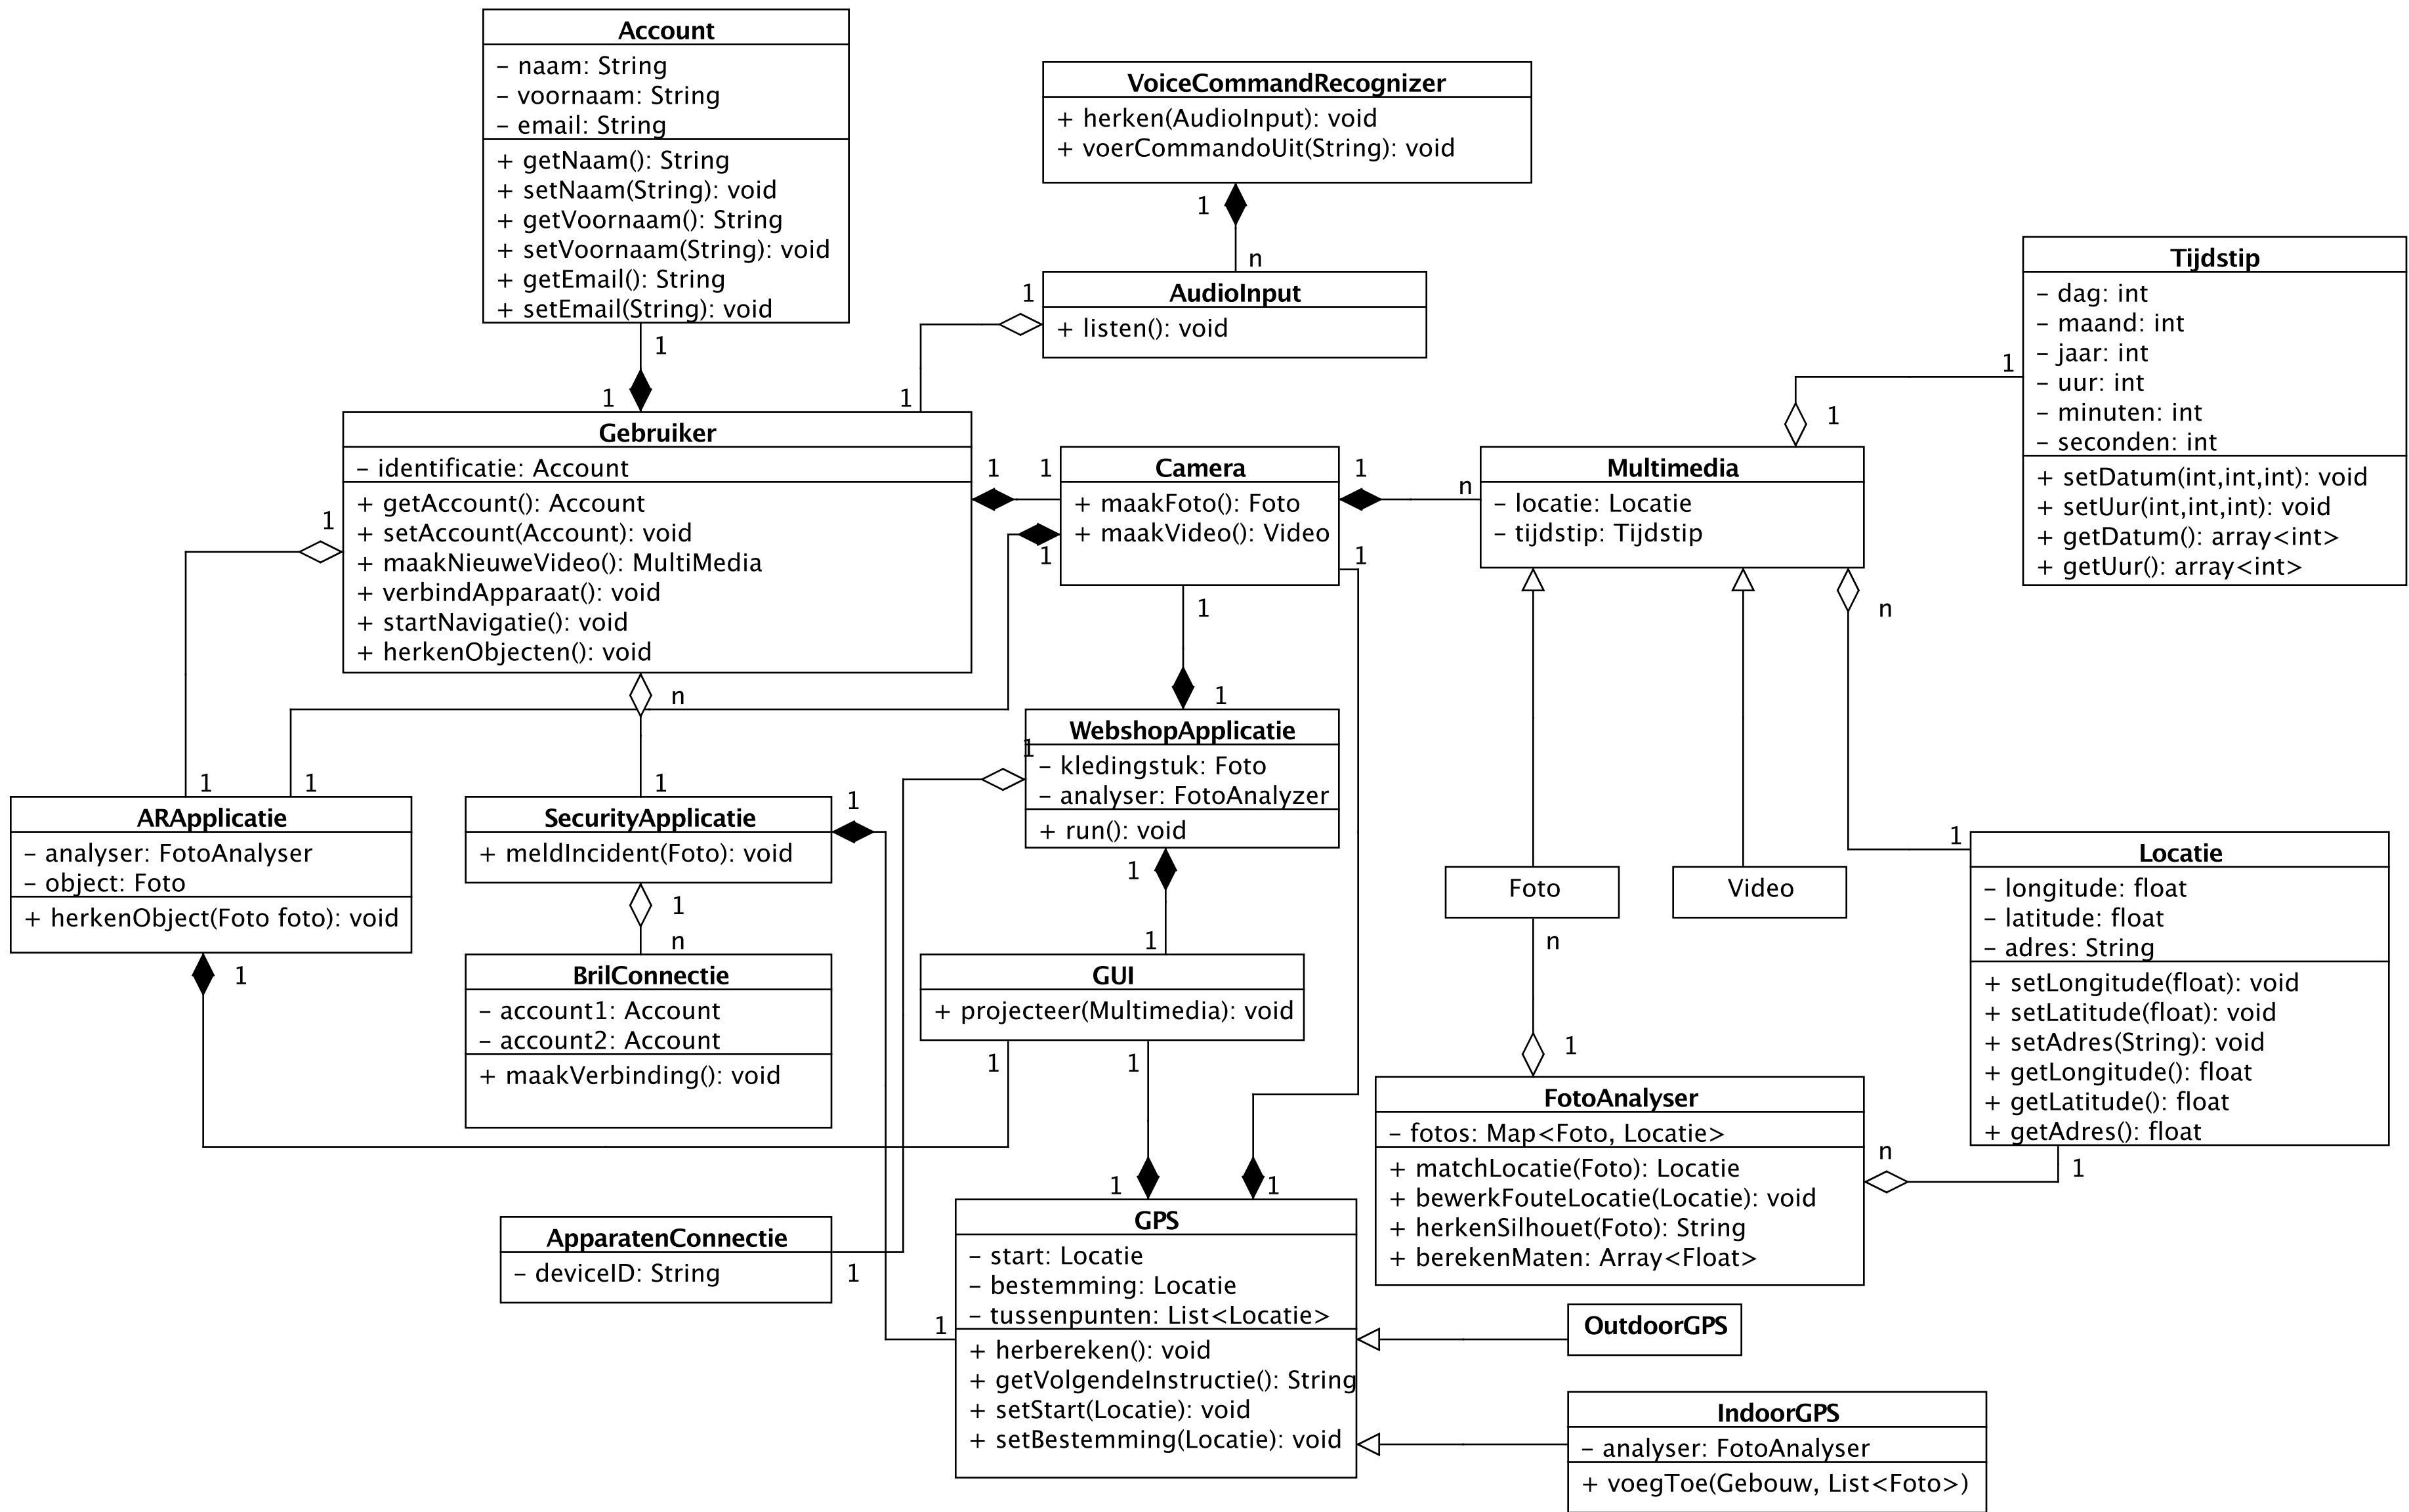 Account
– naam: String
– voornaam: String
– email: String
+ getNaam(): String
+ setNaam(String): void
+ getVoornaam(): String
+ setVoornaam(String): void
+ getEmail(): String
+ setEmail(String): void
1
1
VoiceCommandRecognizer
+ herken(AudioInput): void
+ voerCommandoUit(String): void
1
n
AudioInput
+ listen(): void
1
1
Tijdstip
– dag: int
– maand: int
– jaar: int
– uur: int
– minuten: int
– seconden: int
+ setDatum(int,int,int): void
+ setUur(int,int,int): void
+ getDatum(): array<int>
+ getUur(): array<int>
1
1
Gebruiker
– identificatie: Account
+ getAccount(): Account
+ setAccount(Account): void
+ maakNieuweVideo(): MultiMedia
+ verbindApparaat(): void
+ startNavigatie(): void
+ herkenObjecten(): void
1
1
1
n
Camera
+ maakFoto(): Foto
+ maakVideo(): Video
1
n
1
1
1
Multimedia
– locatie: Locatie
– tijdstip: Tijdstip
n
1
WebshopApplicatie
– kledingstuk: Foto
– analyser: FotoAnalyzer
+ run(): void
1
1
1
1
1
ARApplicatie
– analyser: FotoAnalyser
– object: Foto
+ herkenObject(Foto foto): void
1
1
SecurityApplicatie
+ meldIncident(Foto): void
1
1
n
BrilConnectie
– account1: Account
– account2: Account
+ maakVerbinding(): void
1
GUI
+ projecteer(Multimedia): void
1
1
Foto
Video
n
1
1
Locatie
– longitude: float
– latitude: float
– adres: String
+ setLongitude(float): void
+ setLatitude(float): void
+ setAdres(String): void
+ getLongitude(): float
+ getLatitude(): float
+ getAdres(): float
1
n
FotoAnalyser
– fotos: Map<Foto, Locatie>
+ matchLocatie(Foto): Locatie
+ bewerkFouteLocatie(Locatie): void
+ herkenSilhouet(Foto): String
+ berekenMaten: Array<Float>
ApparatenConnectie
– deviceID: String
1
1
1
1
GPS
– start: Locatie
– bestemming: Locatie
– tussenpunten: List<Locatie>
+ herbereken(): void
+ getVolgendeInstructie(): String
+ setStart(Locatie): void
+ setBestemming(Locatie): void
OutdoorGPS
IndoorGPS
– analyser: FotoAnalyser
+ voegToe(Gebouw, List<Foto>)